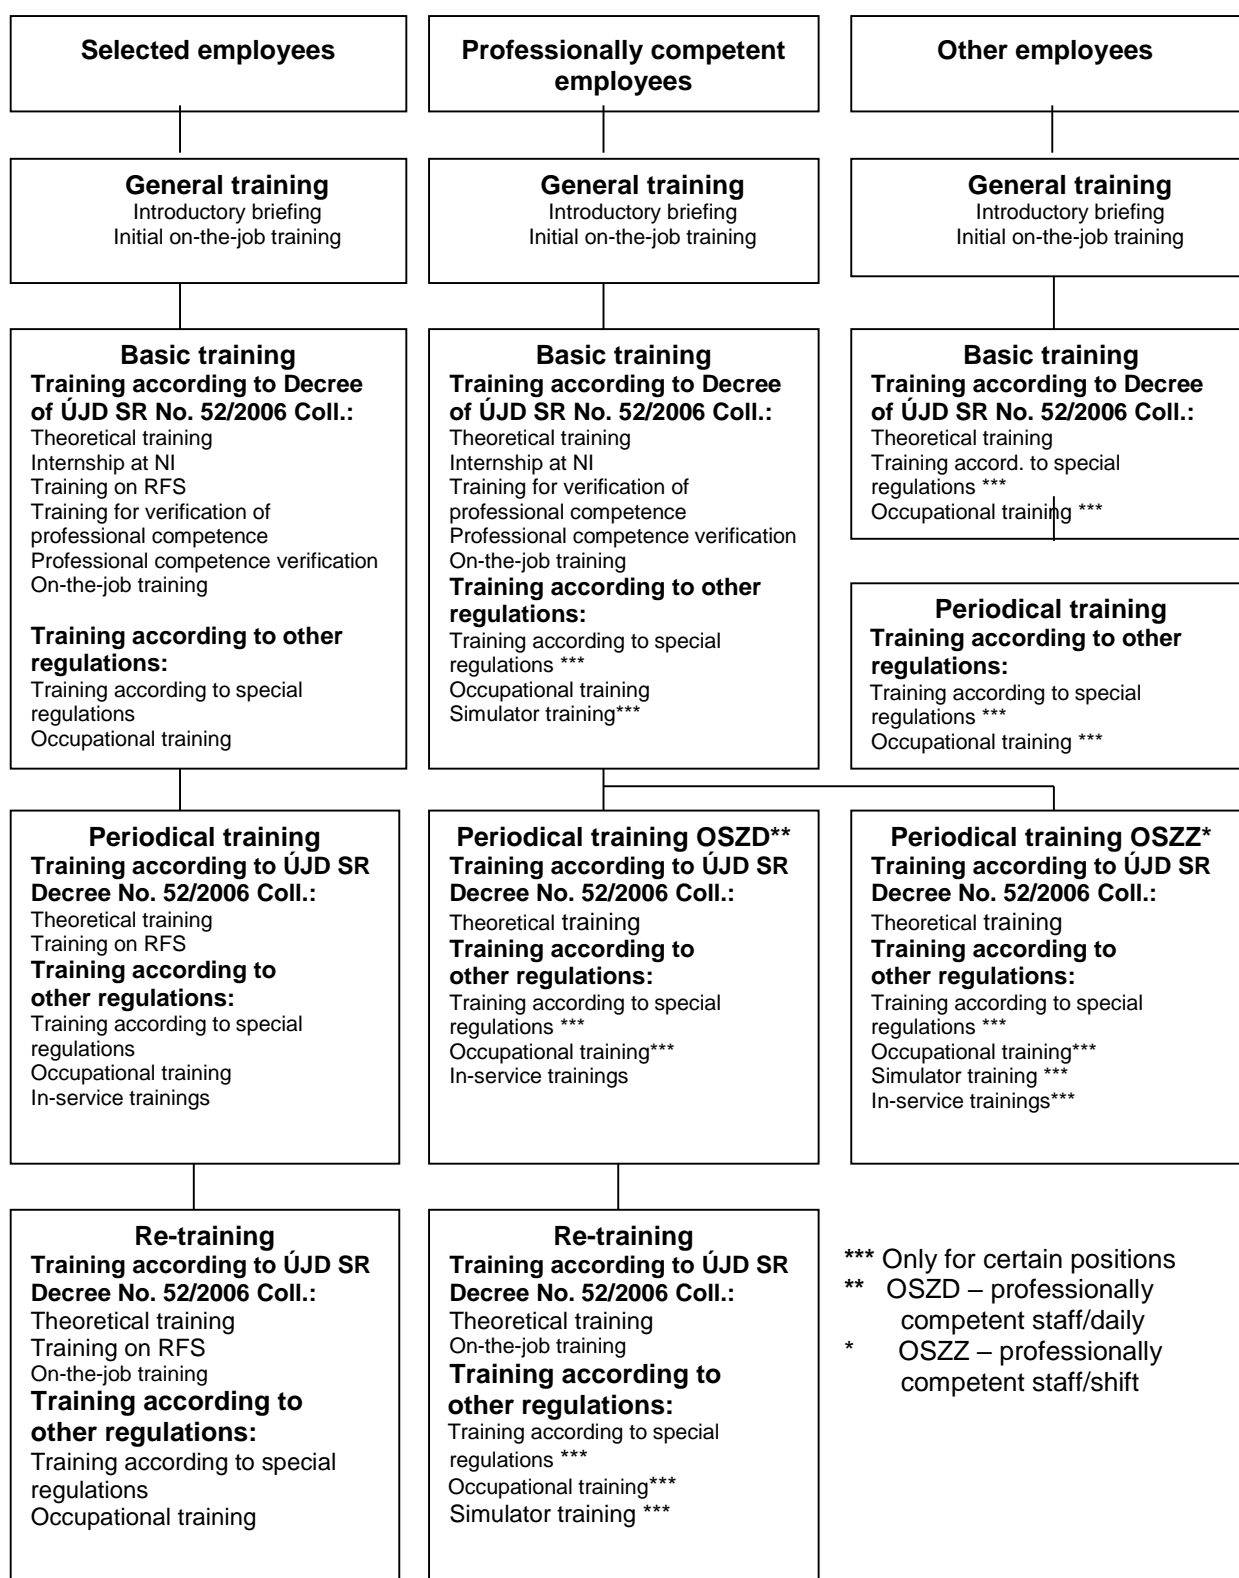 Selected employees
Professionally competent
employees
Other employees
General training
Introductory briefing
Initial on-the-job training
General training
Introductory briefing
Initial on-the-job training
General training
Introductory briefing
Initial on-the-job training
Basic training
Training according to Decree
of ÚJD SR No. 52/2006 Coll.:
Theoretical training
Internship at NI
Training on RFS
Training for verification of
professional competence
Professional competence verification
On-the-job training
Training according to other
regulations:
Training according to special
regulations
Occupational training
Basic training
Training according to Decree
of ÚJD SR No. 52/2006 Coll.:
Theoretical training
Internship at NI
Training for verification of
professional competence
Professional competence verification
On-the-job training
Training according to other
regulations:
Training according to special
regulations ***
Occupational training
Simulator training***
Basic training
Training according to Decree
of ÚJD SR No. 52/2006 Coll.:
Theoretical training
Training accord. to special
regulations ***
Occupational training ***
Periodical training
Training according to other
regulations:
Training according to special
regulations ***
Occupational training ***
Periodical training
Training according to ÚJD SR
Decree No. 52/2006 Coll.:
Theoretical training
Training on RFS
Training according to
other regulations:
Training according to special
regulations
Occupational training
In-service trainings
Periodical training OSZD**
Training according to ÚJD SR
Decree No. 52/2006 Coll.:
Theoretical training
Training according to
other regulations:
Training according to special
regulations ***
Occupational training***
In-service trainings
Periodical training OSZZ*
Training according to ÚJD SR
Decree No. 52/2006 Coll.:
Theoretical training
Training according to
other regulations:
Training according to special
regulations ***
Occupational training***
Simulator training ***
In-service trainings***
Re-training
Training according to ÚJD SR
Decree No. 52/2006 Coll.:
Theoretical training
Training on RFS
On-the-job training
Training according to
other regulations:
Training according to special
regulations
Occupational training
Re-training
Training according to ÚJD SR
Decree No. 52/2006 Coll.:
Theoretical training
On-the-job training
Training according to
other regulations:
Training according to special
regulations ***
Occupational training***
Simulator training ***
*** Only for certain positions
** OSZD – professionally
competent staff/daily
* OSZZ – professionally
competent staff/shift